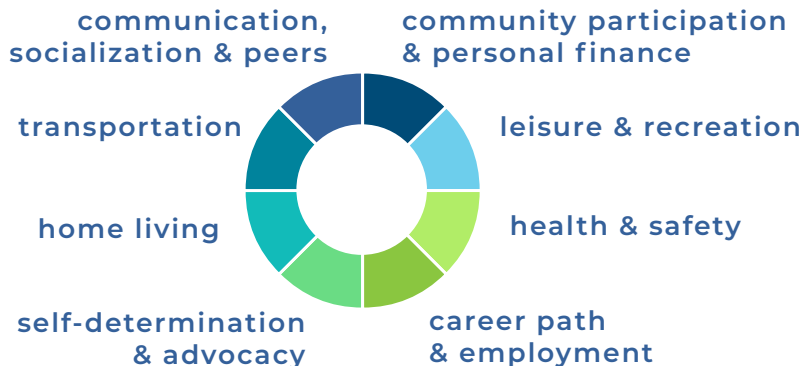 communication,
socialization & peers
community participation
& personal finance
transportation
leisure & recreation
home living
health & safety
self-determination
& advocacy
career path
& employment